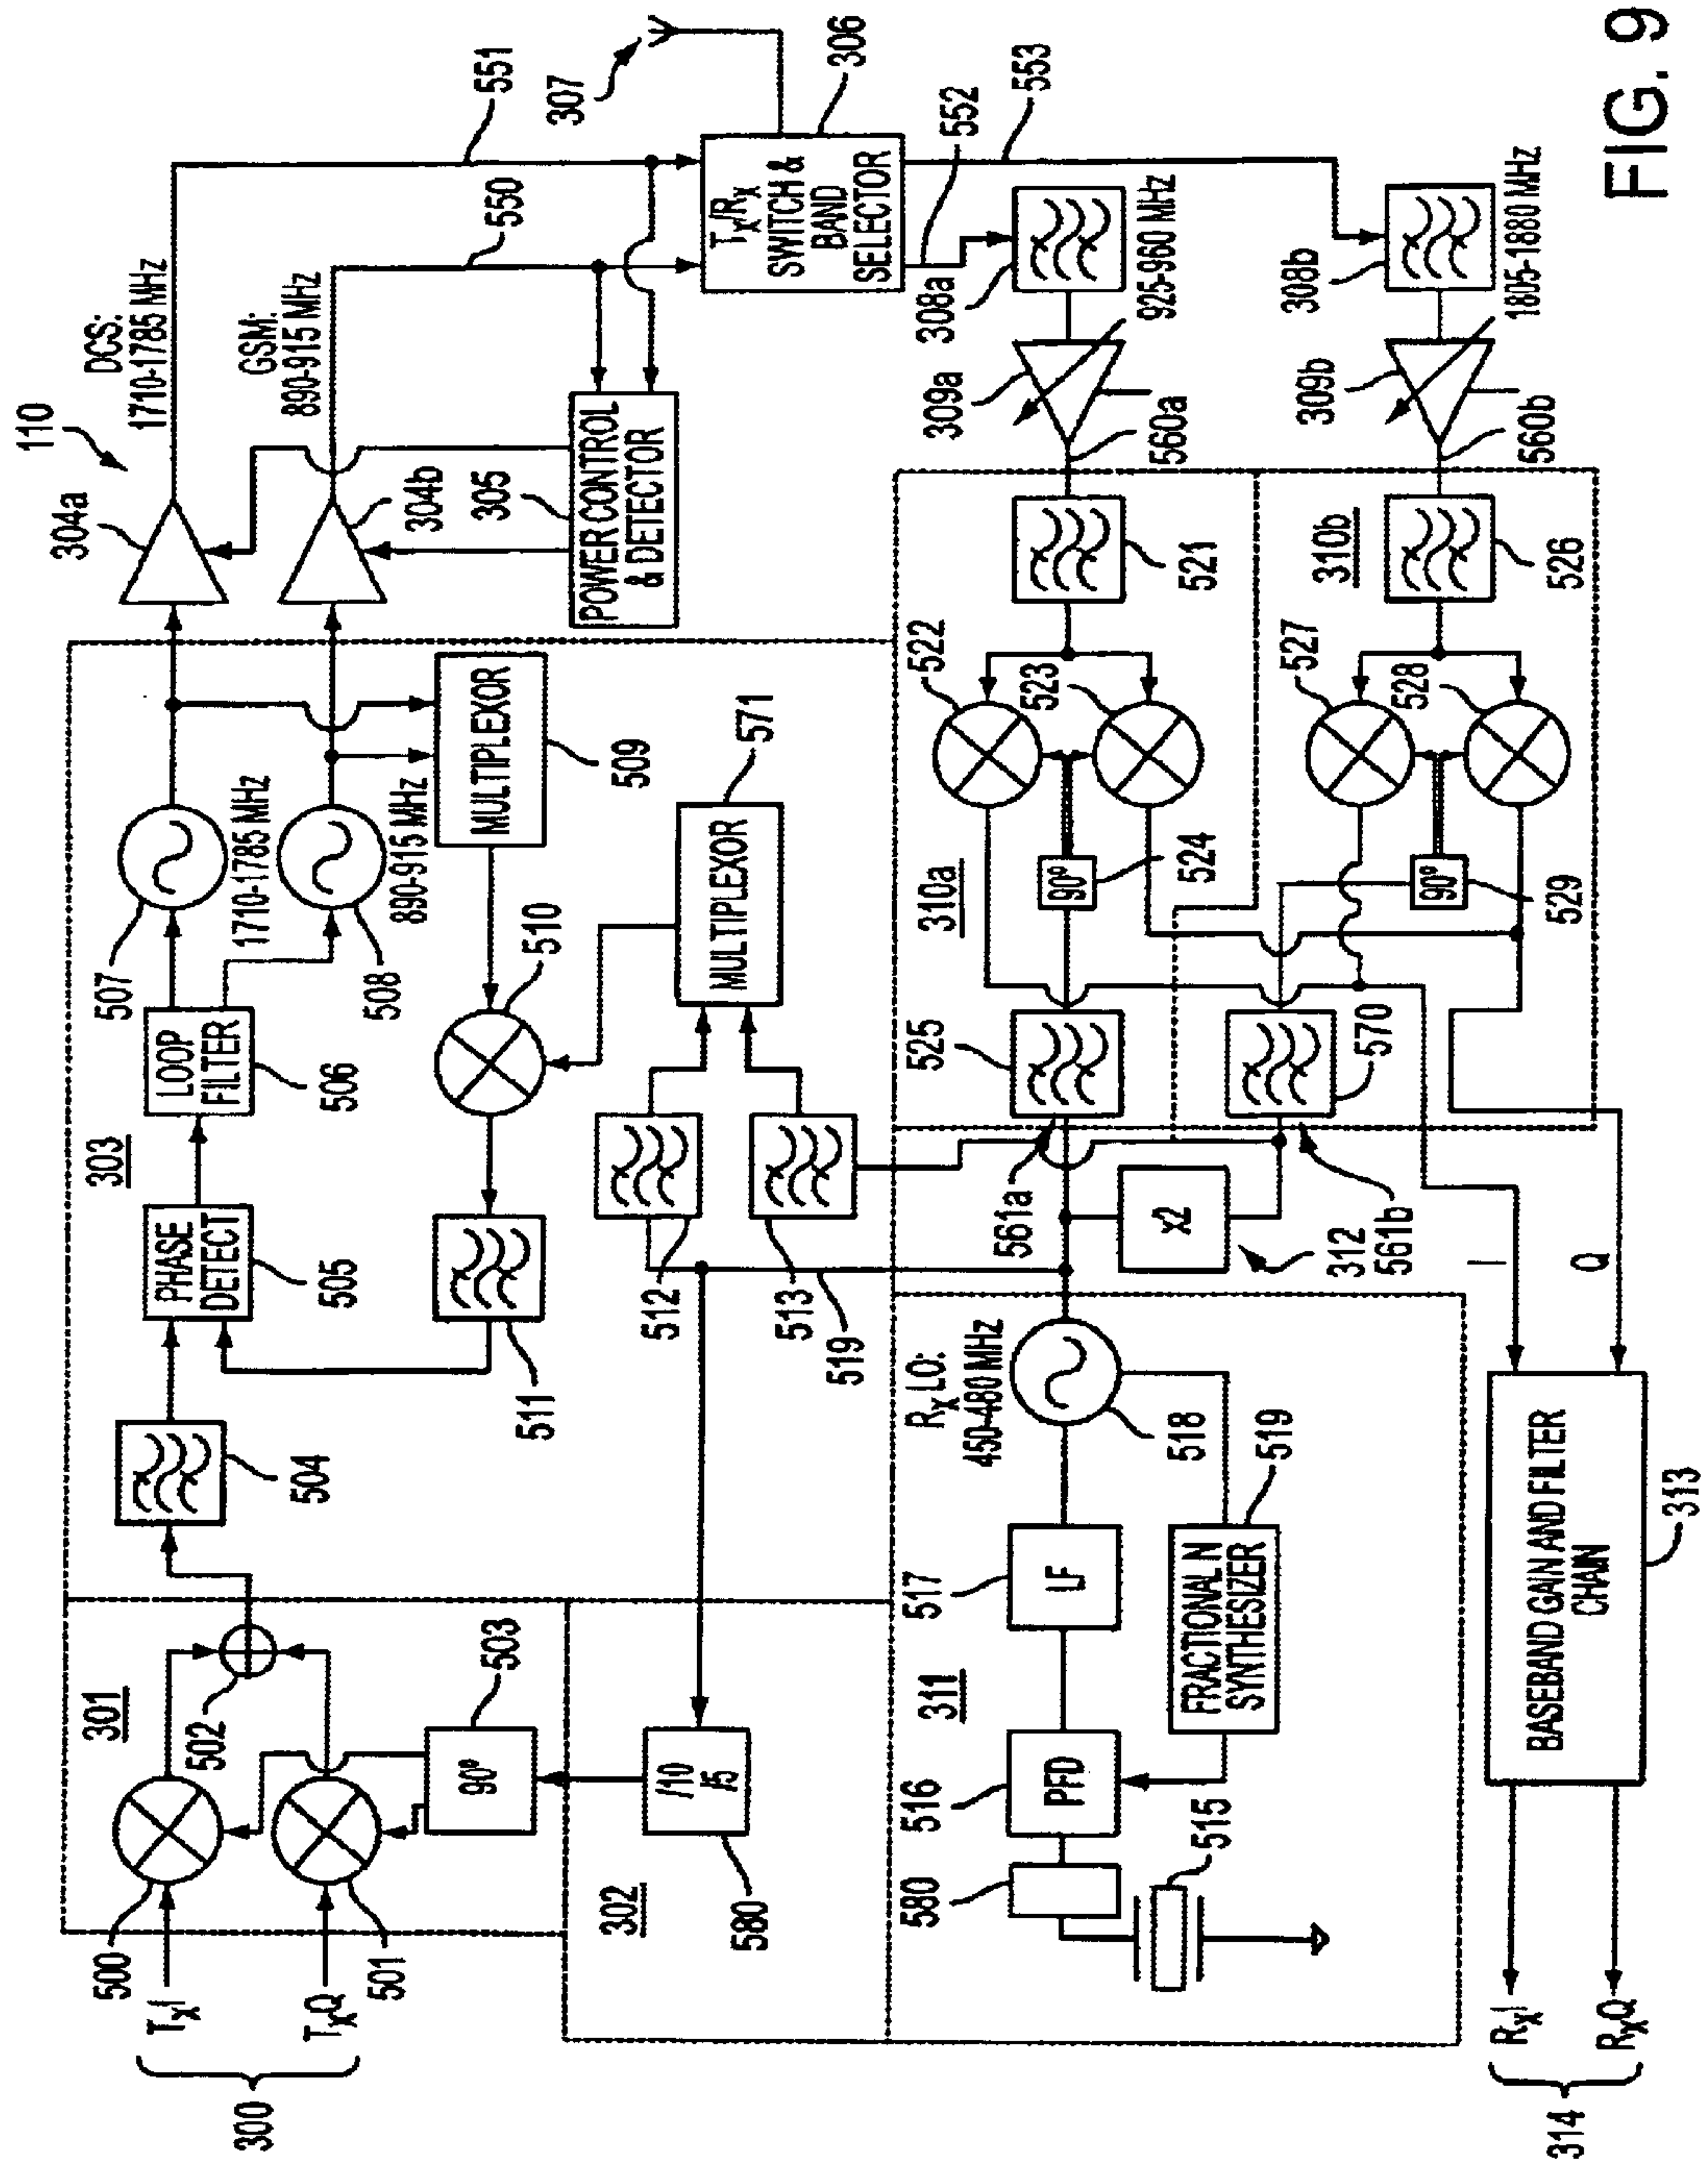 FIG. 9
110
DCS:
1710-1785 MHz
GSM:
890-915 MHz
304a
304b
305
POWER CONTROL
& DETECTOR
551
550
307
306
TX/RX
SWITCH &
BAND
SELECTOR
552
553
308a
925-960 MHz
309a
560a
308b
1805-1880 MHz
309b
560b
303
507
1710-1785 MHz
508
890-915 MHz
LOOP
FILTER
506
PHASE
DETECT
505
504
MULTIPLEXOR
509
510
511
MULTIPLEXOR
571
512
513
519
301
500
501
502
503
90º
TXI
TXQ
300
302
/10
/5
580
310a
521
522
523
90º
524
525
561a
310b
526
527
528
90º
529
570
561b
X2
312
311
RX LO:
450-480 MHz
518
LF
517
FRACTIONAL N
SYNTHESIZER
519
PFD
516
580
515
I
Q
BASEBAND GAIN AND FILTER
CHAIN
313
RXI
RXQ
314